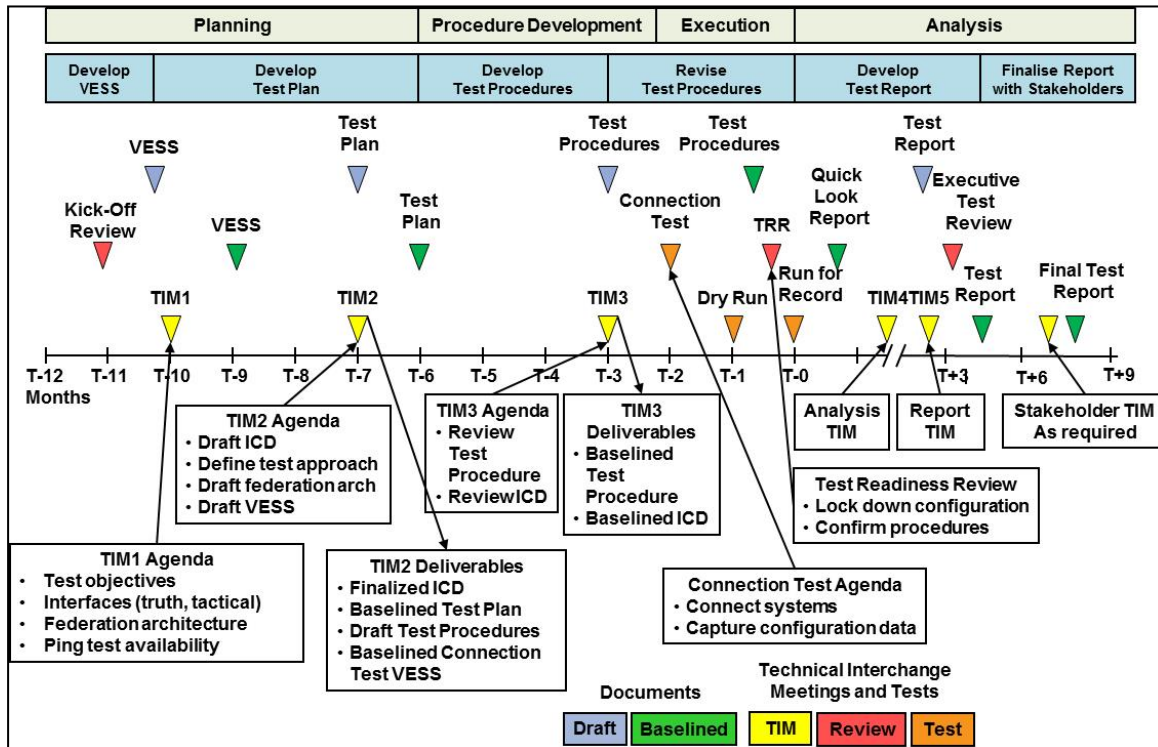 Planning
Procedure Development
Execution
Analysis
Develop
VESS
Develop
Test Plan
Develop
Test Procedures
Revise
Test Procedures
Develop
Test Report
Finalise Report
with Stakeholders
VESS
Test
Plan
Test
Procedures
Test
Procedures
Test
Report
Kick-Off
Review
VESS
Test
Plan
Connection
Test
TRR
Quick
Look
Report
Executive
Test
Review
TIM1
TIM2
TIM3
Dry Run
Run for
Record
TIM4
TIM5
Test
Report
Final Test
Report
T-12
T-11
T-10
T-9
T-8
T-7
T-6
T-5
T-4
T-3
T-2
T-1
T-0
T+3
T+6
T+9
Months
TIM2 Agenda
• Draft ICD
• Define test approach
• Draft federation arch
• Draft VESS
TIM3 Agenda
• Review
Test
Procedure
• Review ICD
TIM3
Deliverables
• Baselined
Test
Procedure
• Baselined ICD
Analysis
TIM
Report
TIM
Stakeholder TIM
As required
Test Readiness Review
• Lock down configuration
• Confirm procedures
TIM1 Agenda
• Test objectives
• Interfaces (truth, tactical)
• Federation architecture
• Ping test availability
TIM2 Deliverables
• Finalized ICD
• Baselined Test Plan
• Draft Test Procedures
• Baselined Connection
Test VESS
Connection Test Agenda
• Connect systems
• Capture configuration data
Documents
Draft
Baselined
Technical Interchange
Meetings and Tests
TIM
Review
Test